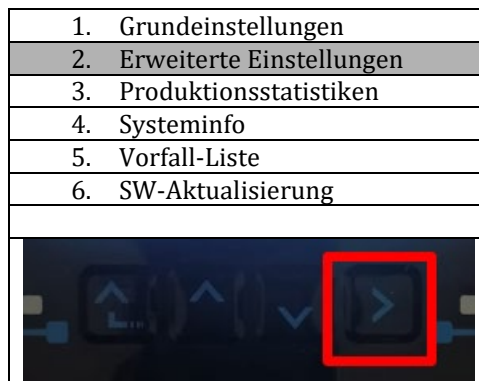 1. Grundeinstellungen
2. Erweiterte Einstellungen
3. Produktionsstatistiken
4. Systeminfo
5. Vorfall-Liste
6. SW-Aktualisierung